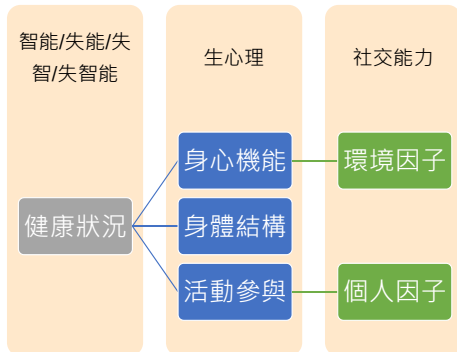 智能/失能/失
智/失智能
生心理
社交能力
健康狀況
身心機能
身體結構
活動參與
環境因子
個人因子